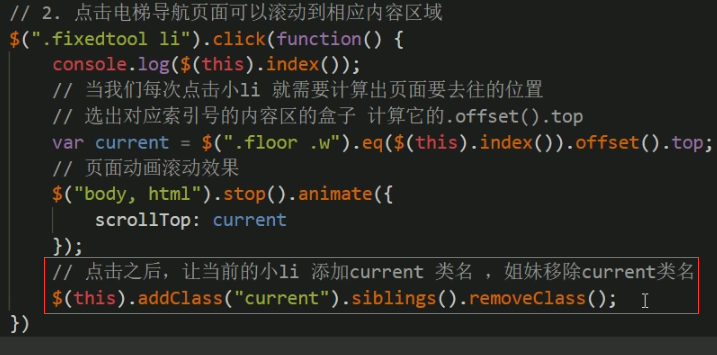 // 2. 点击电梯导航页面可以滚动到相应内容区域
$(".fixedtool li").click(function() {
console.log($(this).index());
// 当我们每次点击小li 就需要计算出页面要去往的位置
// 选出对应索引号的内容区的盒子 计算它的.offset().top
var current = $(".floor .w").eq($(this).index()).offset().top;
// 页面动画滚动效果
$("body, html").stop().animate({
scrollTop: current
});
// 点击之后，让当前的小li 添加current 类名 ，姐妹移除current类名
$(this).addClass("current").siblings().removeClass();
})